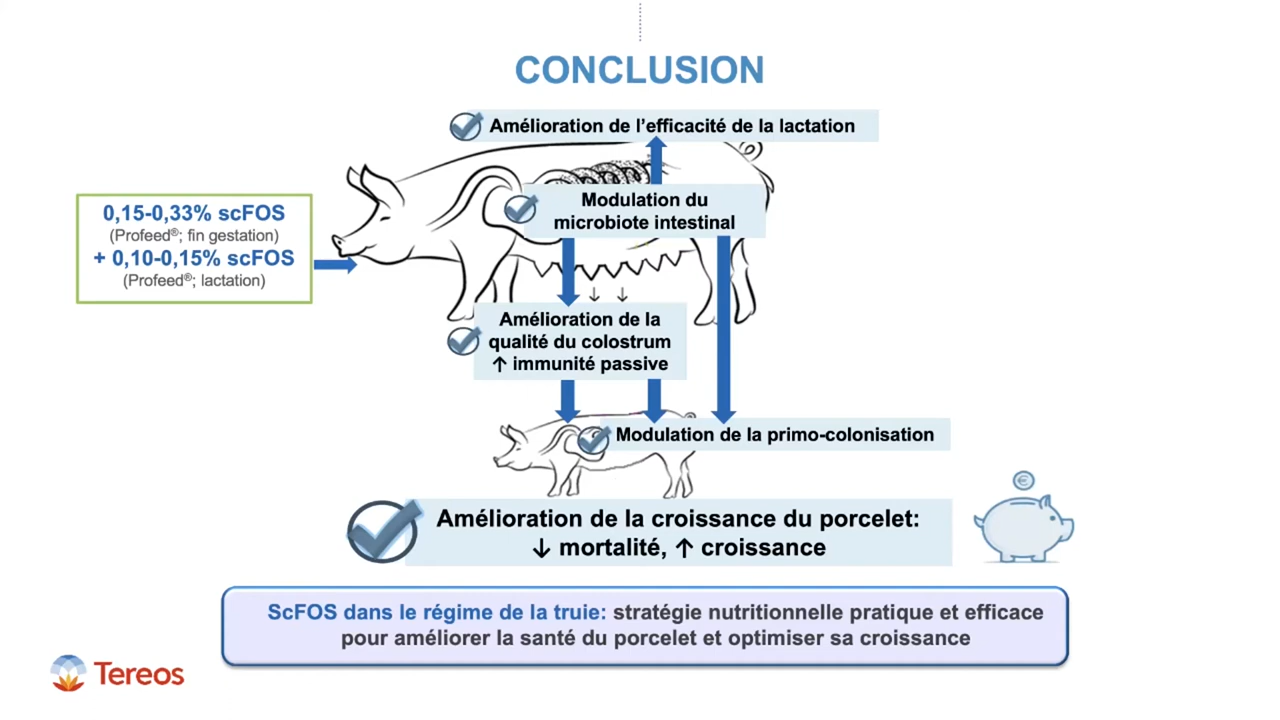 CONCLUSION
Amélioration de l'efficacité de la lactation
Modulation du
microbiote intestinal
0,15-0,33% scFOS
(Profeed®; fin gestation)
+ 0,10-0,15% scFOS
(Profeed®; lactation)
Amélioration de la
qualité du colostrum
↑ immunité passive
Modulation de la primo-colonisation
Amélioration de la croissance du porcelet:
↓ mortalité, ↑ croissance
€
ScFOS dans le régime de la truie: stratégie nutritionnelle pratique et efficace
pour améliorer la santé du porcelet et optimiser sa croissance
Tereos